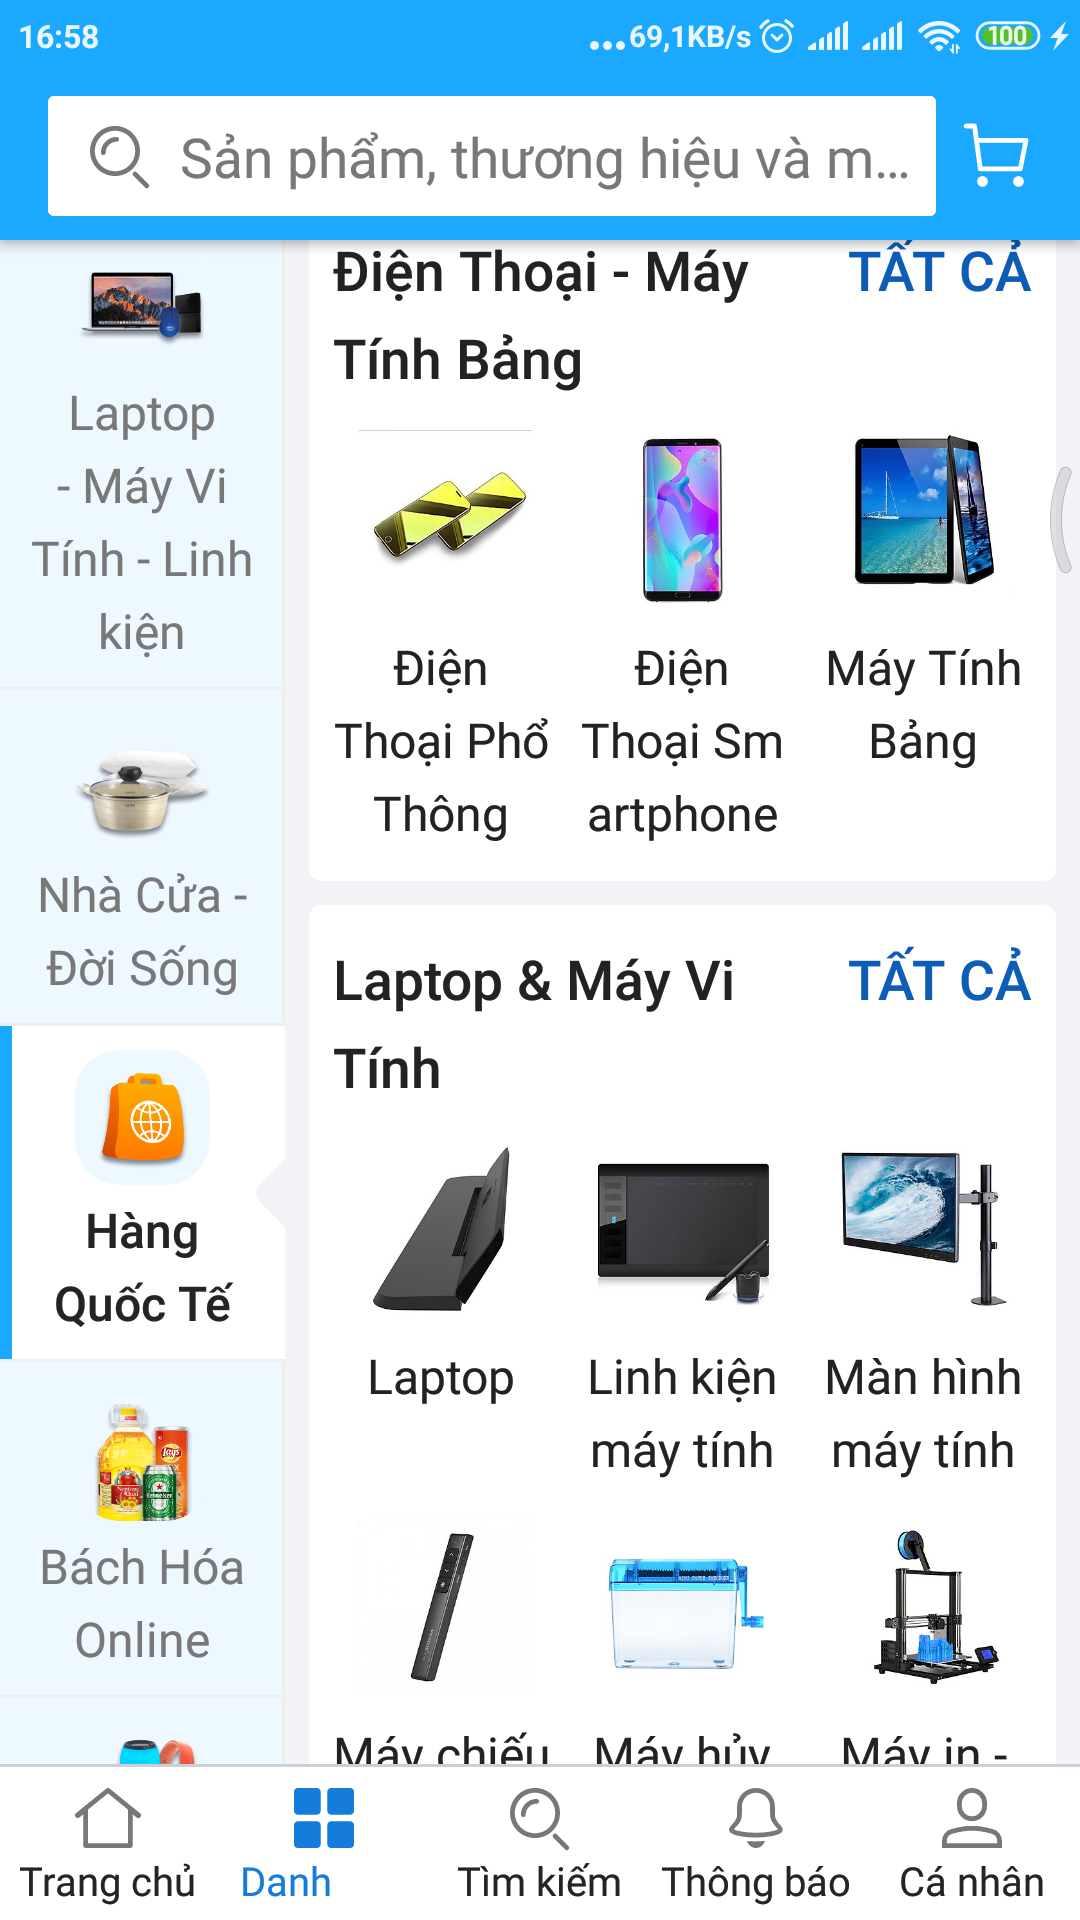 16:58
...69,1KB/s
100
Sản phẩm, thương hiệu và m...
Laptop
- Máy Vi
Tính - Linh
kiện
Nhà Cửa -
Đời Sống
Hàng
Quốc Tế
Bách Hóa
Online
Điện Thoại - Máy
Tính Bảng
TẤT CẢ
Điện
Thoại Phổ
Thông
Điện
Thoại Sm
artphone
Máy Tính
Bảng
Laptop & Máy Vi
Tính
TẤT CẢ
Laptop
Linh kiện
máy tính
Màn hình
máy tính
Máy chiếu
Máy hủy
Máy in -
Trang chủ
Danh
Tìm kiếm
Thông báo
Cá nhân